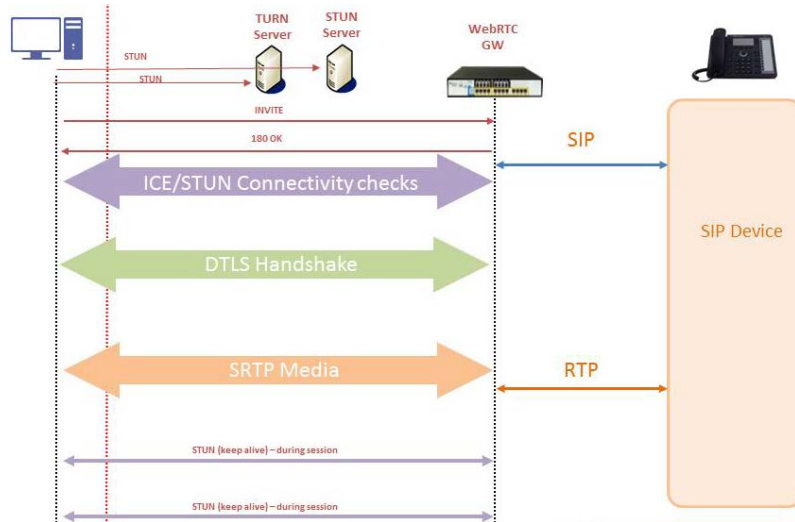 TURN
Server
STUN
Server
WebRTC
GW
STUN
STUN
INVITE
180 OK
SIP
ICE/STUN Connectivity checks
SIP Device
DTLS Handshake
SRTP Media
RTP
STUN (keep alive) – during session
STUN (keep alive) – during session